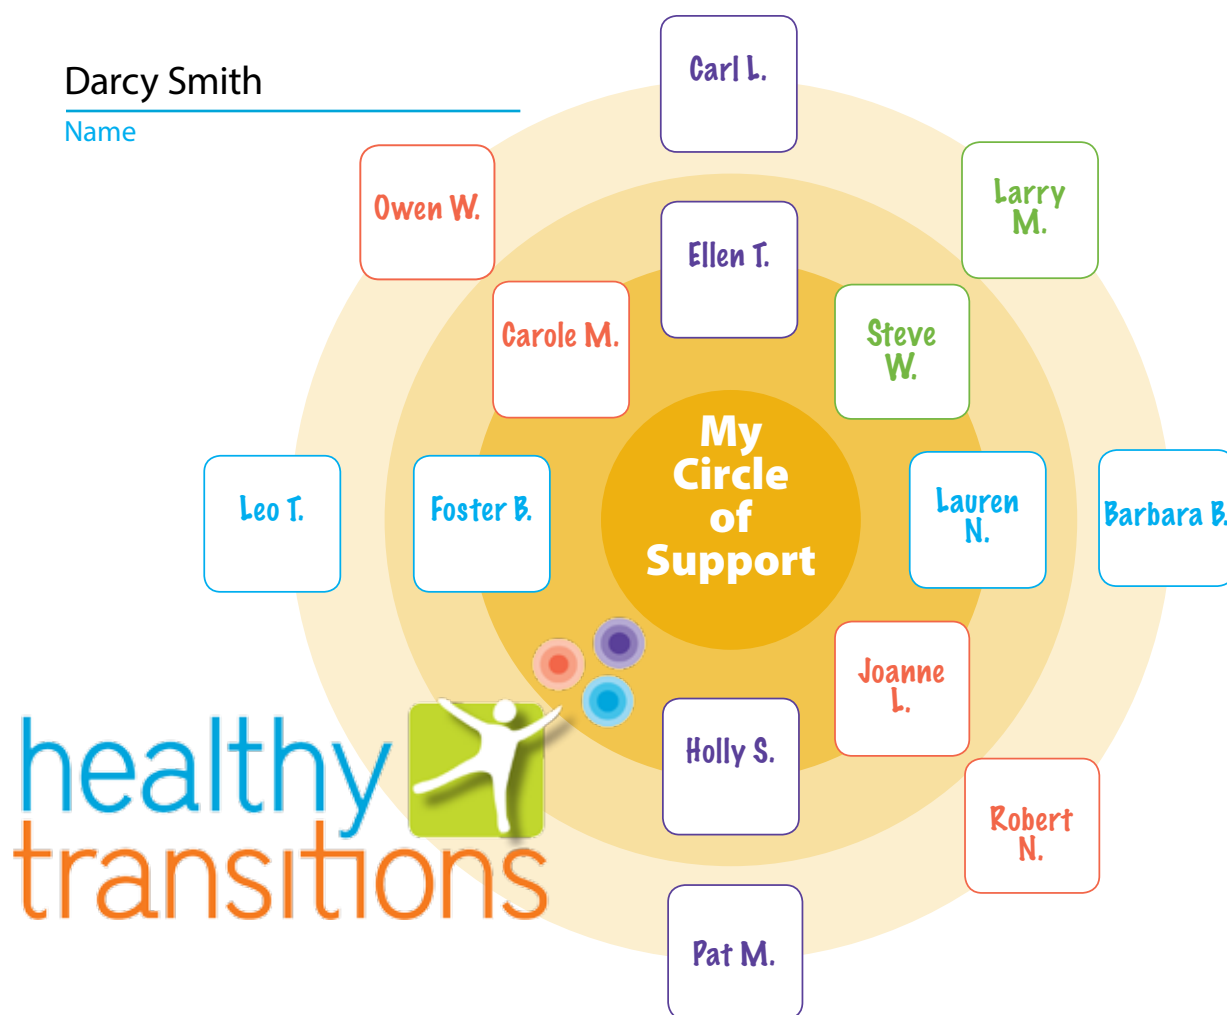 Carl L.
Darcy Smith
Name
Owen W.
Larry
M.
Ellen T.
Carole M.
Steve
W.
My
Circle
of
Support
Leo T.
Foster B.
Lauren
N.
Barbara B.
Joanne
L.
Holly S.
healthy
transitions
Robert
N.
Pat M.